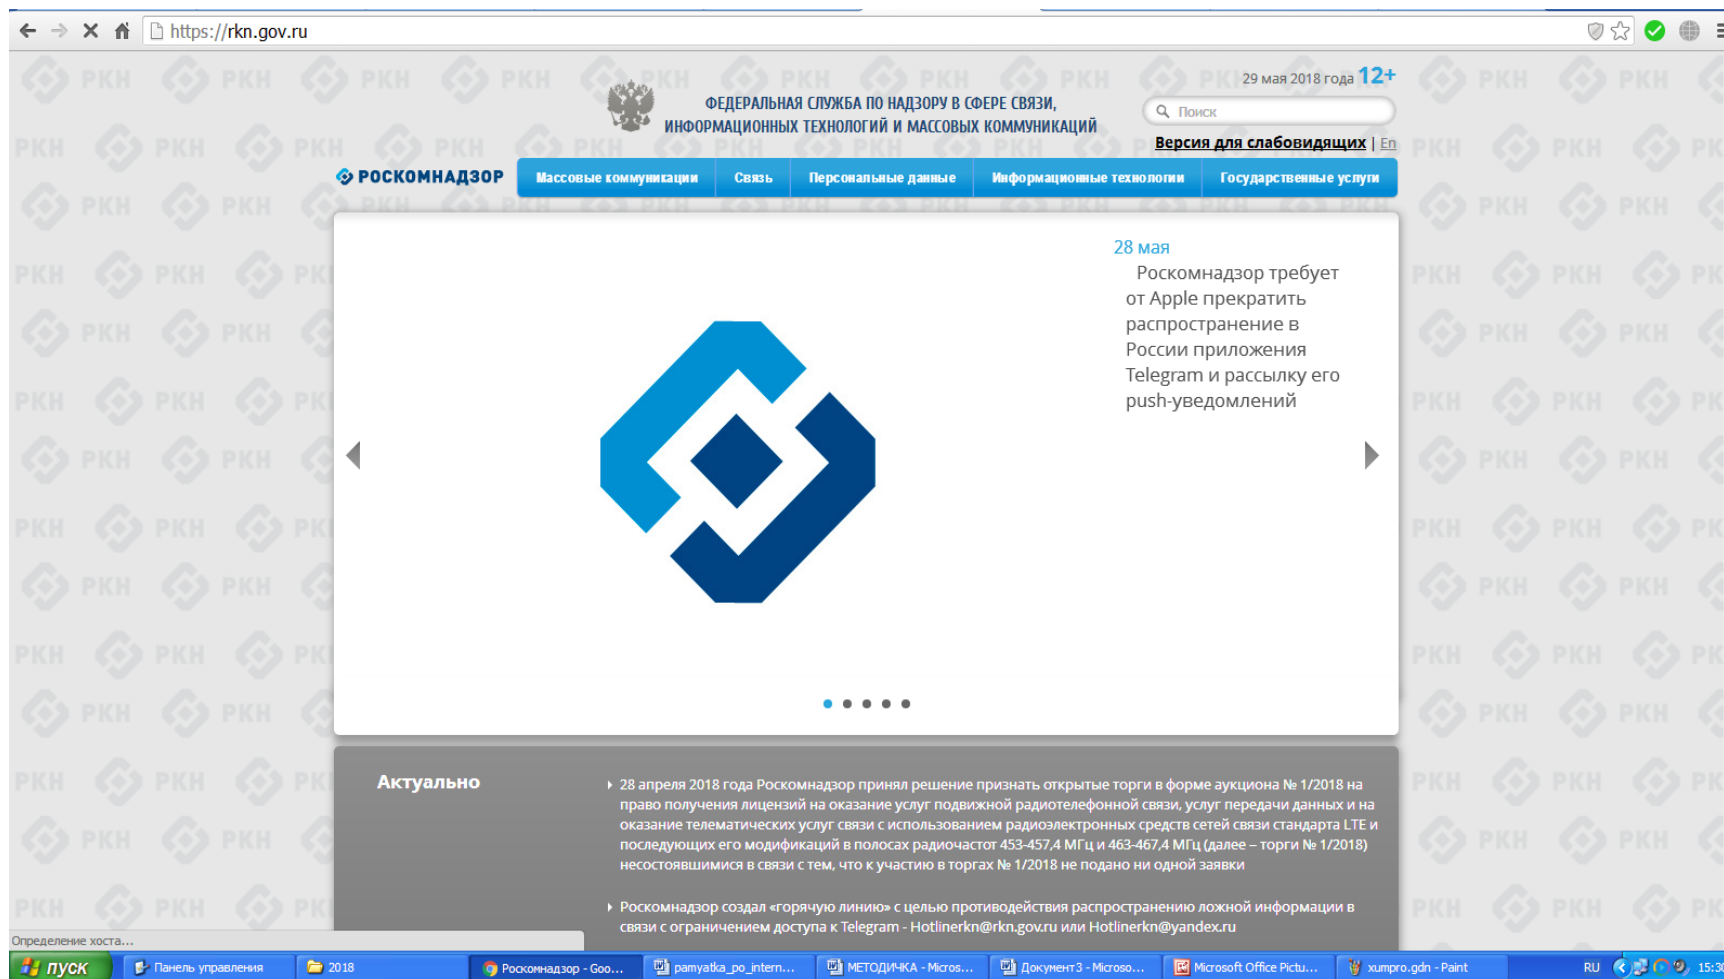 https://rkn.gov.ru
29 мая 2018 года 12+
ФЕДЕРАЛЬНАЯ СЛУЖБА ПО НАДЗОРУ В СФЕРЕ СВЯЗИ,
ИНФОРМАЦИОННЫХ ТЕХНОЛОГИЙ И МАССОВЫХ КОММУНИКАЦИЙ
Поиск
Версия для слабовидящих | En
РОСКОМНАДЗОР
Массовые коммуникации Связь Персональные данные Информационные технологии Государственные услуги
28 мая
Роскомнадзор требует
от Apple прекратить
распространение в
России приложения
Telegram и рассылку его
push-уведомлений
Актуально
28 апреля 2018 года Роскомнадзор принял решение признать открытые торги в форме аукциона № 1/2018 на
право получения лицензий на оказание услуг подвижной радиотелефонной связи, услуг передачи данных и на
оказание телематических услуг связи с использованием радиоэлектронных средств сетей связи стандарта LTE и
последующих его модификаций в полосах радиочастот 453-457,4 МГц и 463-467,4 МГц (далее – торги № 1/2018)
несостоявшимися в связи с тем, что к участию в торгах № 1/2018 не подано ни одной заявки
Роскомнадзор создал «горячую линию» с целью противодействия распространению ложной информации в
связи с ограничением доступа к Telegram - Hotlinerkn@rkn.gov.ru или Hotlinerkn@yandex.ru
Определение хоста...
пуск Панель управления 2018 Роскомнадзор - Goo... pamyatka_po_intern... МЕТОДИЧКА - Micros... Документ3 - Microso... Microsoft Office Pictu... xumpro.gdn - Paint RU